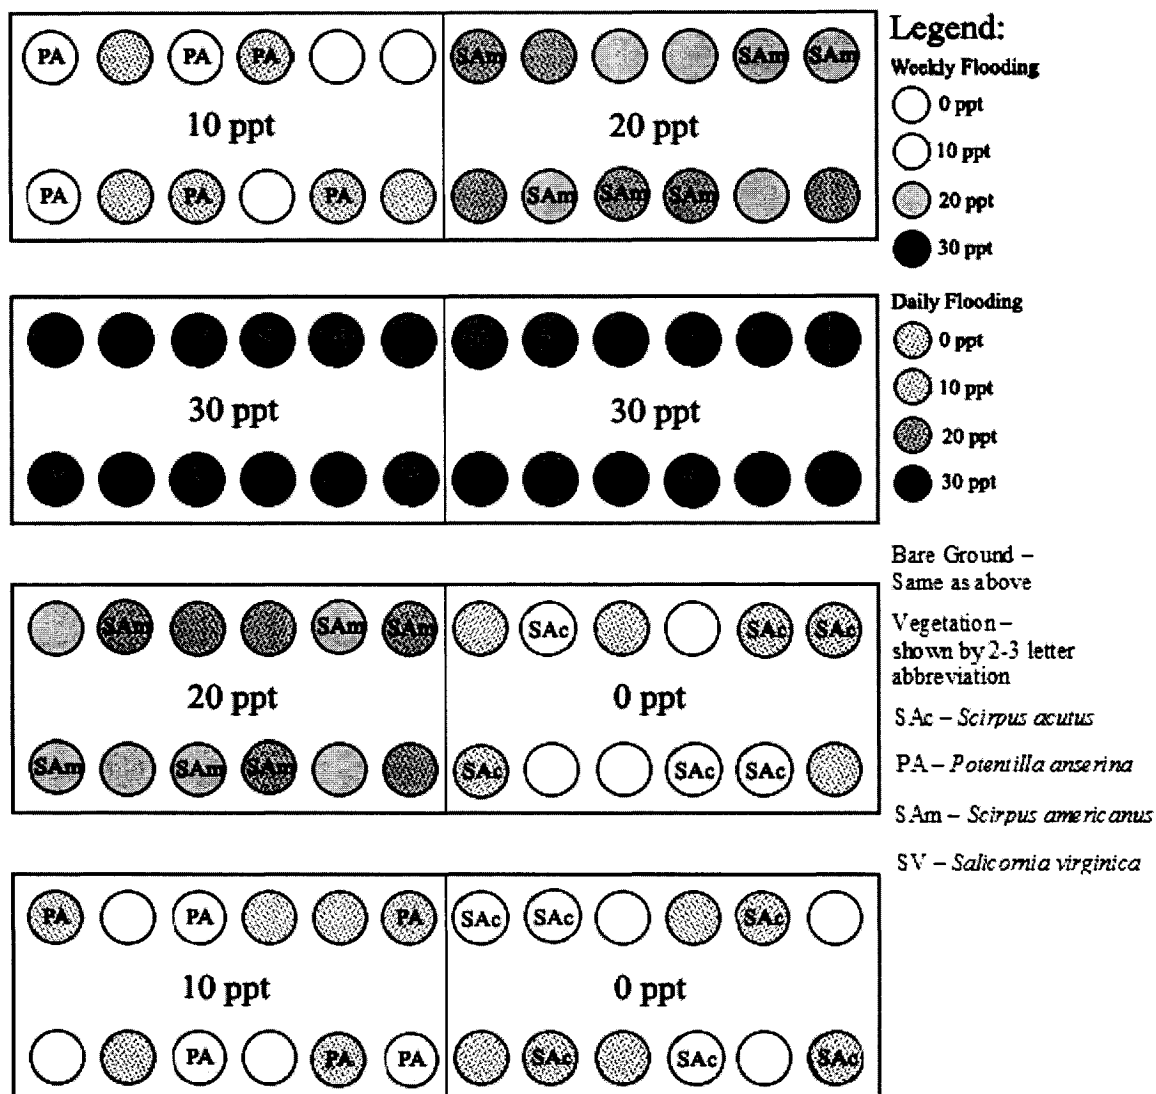 PA PA PA SAm SAm SAm
10 ppt 20 ppt
PA PA PA SAm SAm SAm
30 ppt 30 ppt
SAm SAm SAm SAc SAc SAc
20 ppt 0 ppt
SAm SAm SAm SAc SAc SAc
PA PA PA SAc SAc SAc
10 ppt 0 ppt
PA PA PA SAc SAc SAc
Legend:
Weekly Flooding
0 ppt
10 ppt
20 ppt
30 ppt
Daily Flooding
0 ppt
10 ppt
20 ppt
30 ppt
Bare Ground –
Same as above
Vegetation –
shown by 2-3 letter
abbreviation
SAc – Scirpus acutus
PA – Potentilla anserina
SAm – Scirpus americanus
SV – Salicornia virginica